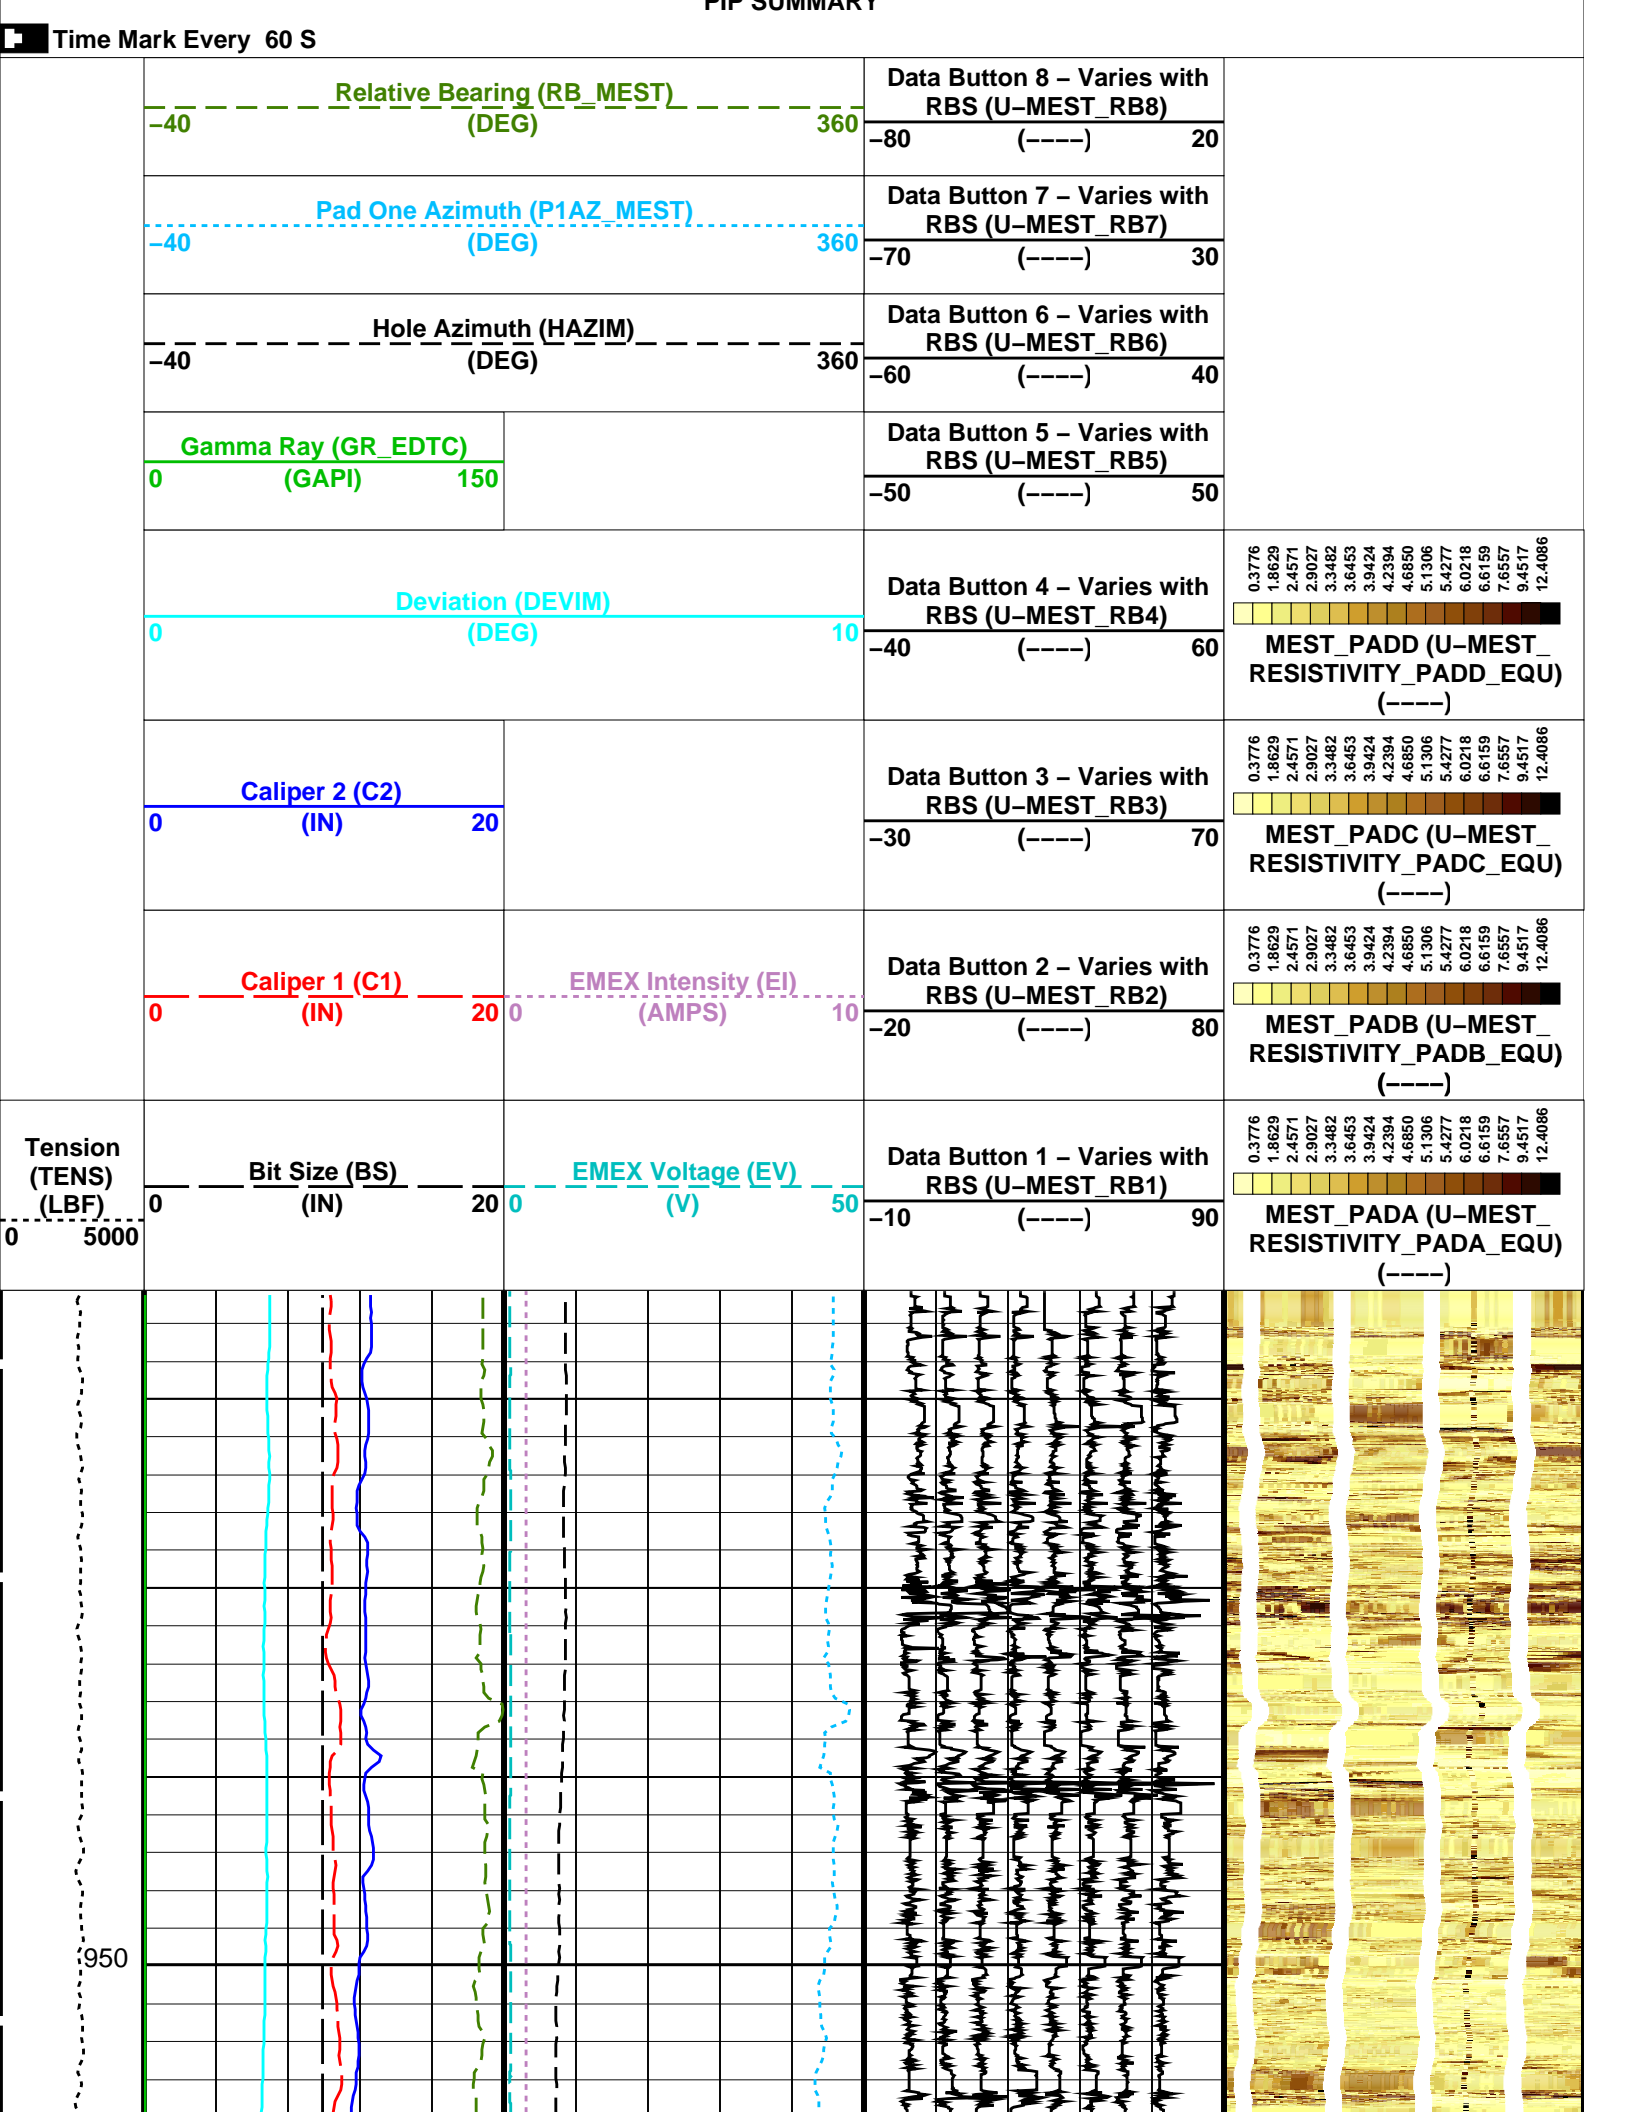 PIP SUMMARY
Time Mark Every 60 S
Relative Bearing (RB_MEST)
−40 (DEG) 360
Data Button 8 − Varies with
RBS (U−MEST_RB8)
−80 (−−−−) 20
Pad One Azimuth (P1AZ_MEST)
−40 (DEG) 360
Data Button 7 − Varies with
RBS (U−MEST_RB7)
−70 (−−−−) 30
Hole Azimuth (HAZIM)
−40 (DEG) 360
Data Button 6 − Varies with
RBS (U−MEST_RB6)
−60 (−−−−) 40
Gamma Ray (GR_EDTC)
0 (GAPI) 150
Data Button 5 − Varies with
RBS (U−MEST_RB5)
−50 (−−−−) 50
Deviation (DEVIM)
0 (DEG) 10
Data Button 4 − Varies with
RBS (U−MEST_RB4)
−40 (−−−−) 60
0.3776 1.8629 2.4571 2.9027 3.3482 3.6453 3.9424 4.2394 4.6850 5.1306 5.4277 6.0218 6.6159 7.6557 9.4517 12.4086
MEST_PADD (U−MEST_
RESISTIVITY_PADD_EQU)
(−−−−)
Caliper 2 (C2)
0 (IN) 20
Data Button 3 − Varies with
RBS (U−MEST_RB3)
−30 (−−−−) 70
0.3776 1.8629 2.4571 2.9027 3.3482 3.6453 3.9424 4.2394 4.6850 5.1306 5.4277 6.0218 6.6159 7.6557 9.4517 12.4086
MEST_PADC (U−MEST_
RESISTIVITY_PADC_EQU)
(−−−−)
Caliper 1 (C1)
0 (IN) 20
EMEX Intensity (EI)
0 (AMPS) 10
Data Button 2 − Varies with
RBS (U−MEST_RB2)
−20 (−−−−) 80
0.3776 1.8629 2.4571 2.9027 3.3482 3.6453 3.9424 4.2394 4.6850 5.1306 5.4277 6.0218 6.6159 7.6557 9.4517 12.4086
MEST_PADB (U−MEST_
RESISTIVITY_PADB_EQU)
(−−−−)
Tension
(TENS)
(LBF)
0 5000
Bit Size (BS)
0 (IN) 20
EMEX Voltage (EV)
0 (V) 50
Data Button 1 − Varies with
RBS (U−MEST_RB1)
−10 (−−−−) 90
0.3776 1.8629 2.4571 2.9027 3.3482 3.6453 3.9424 4.2394 4.6850 5.1306 5.4277 6.0218 6.6159 7.6557 9.4517 12.4086
MEST_PADA (U−MEST_
RESISTIVITY_PADA_EQU)
(−−−−)
950